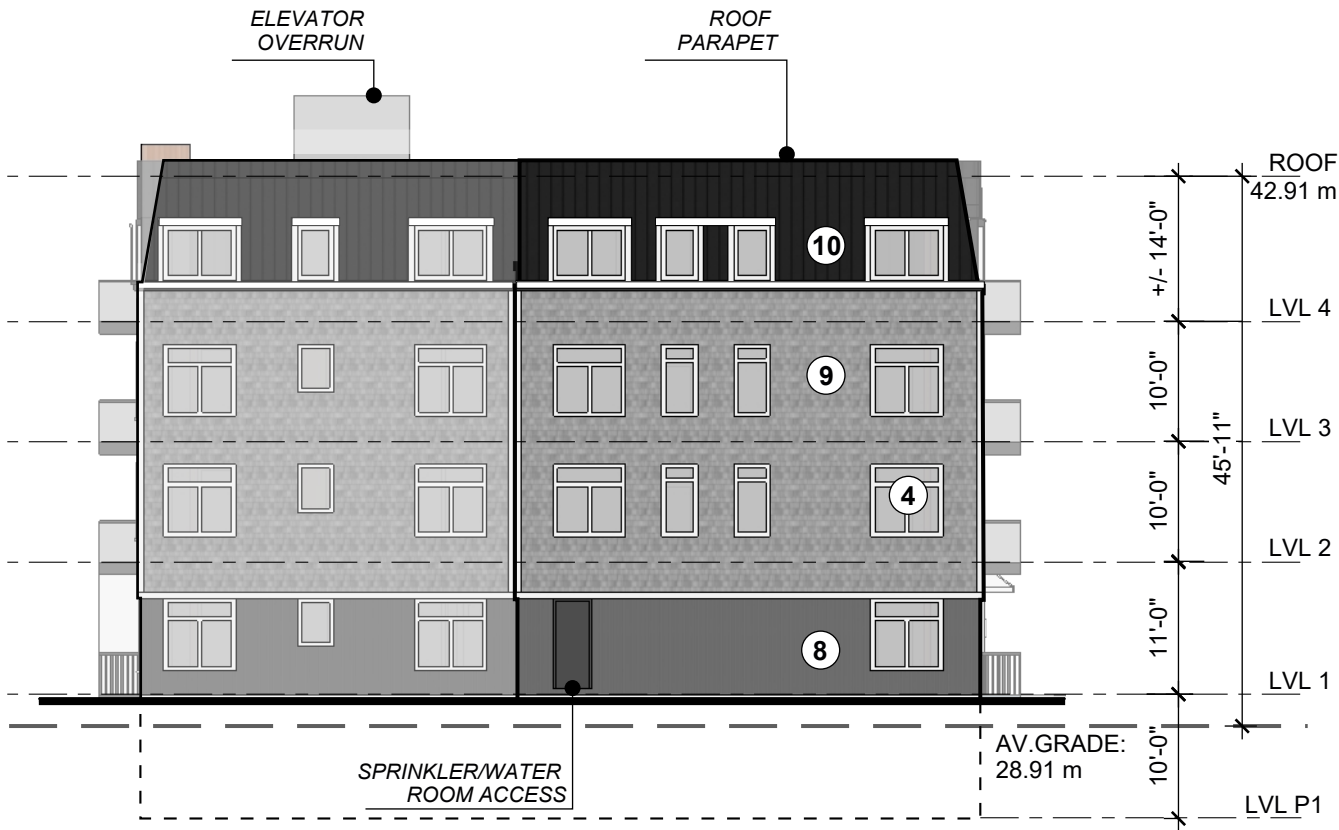 ELEVATOR
OVERRUN
ROOF
PARAPET
ROOF
42.91 m
+/- 14'-0"
10
LVL 4
9
10'-0"
LVL 3
45'-11"
4
10'-0"
LVL 2
8
11'-0"
LVL 1
AV.GRADE:
28.91 m
10'-0"
SPRINKLER/WATER
ROOM ACCESS
LVL P1